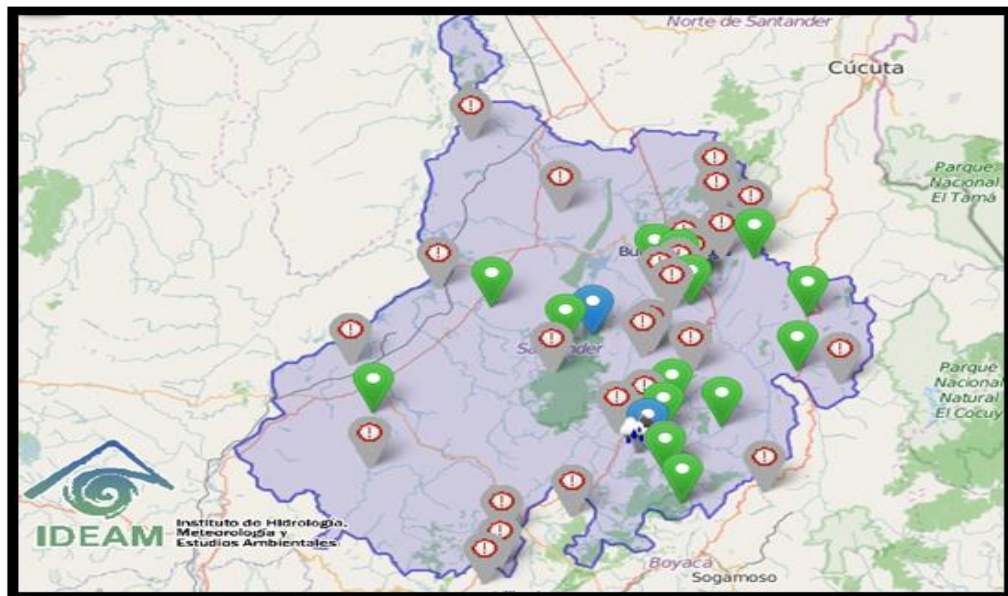 Norte de Santander
Cúcuta
Parque
Nacional
El Tamá
Santander
Parque
Nacional
Natural
El Cocuy
IDEAM
Instituto de Hidrología,
Meteorología y
Estudios Ambientales
Boyacá
Sogamoso